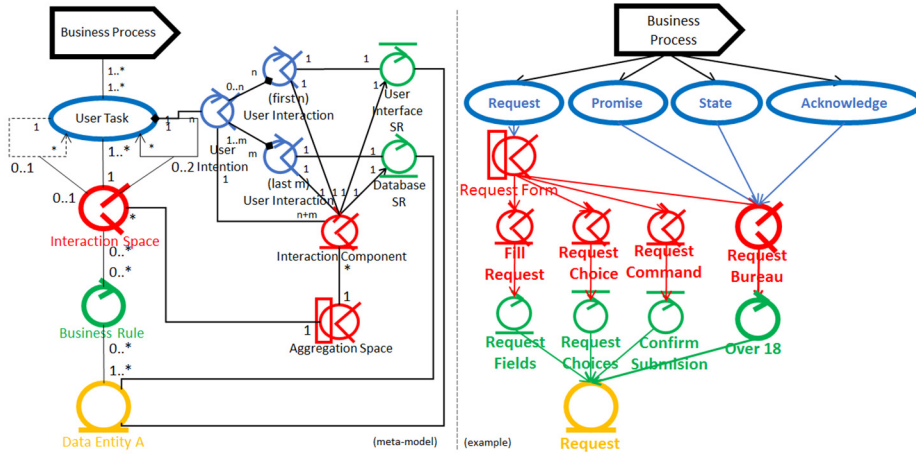 Business Process
1..*
1..*
User Task
1
*
*
1
1
n
0..n
n
1
1
(first n)
User Interaction
User
Interface
SR
User
Intention
1..m
m
1
1
1
(last m)
User Interaction
1
1
1
1
1
Database
SR
0..1
1..*
0..2
0..1
1
*
Interaction Space
n+m
Interaction Component
*
1
1
Aggregation Space
0..*
0..*
Business Rule
0..*
1..*
Data Entity A
(meta-model)
(example)
Business
Process
Request
Promise
State
Acknowledge
Request Form
Fill
Request
Request
Choice
Request
Command
Request
Bureau
Request
Fields
Request
Choices
Confirm
Submision
Over 18
Request